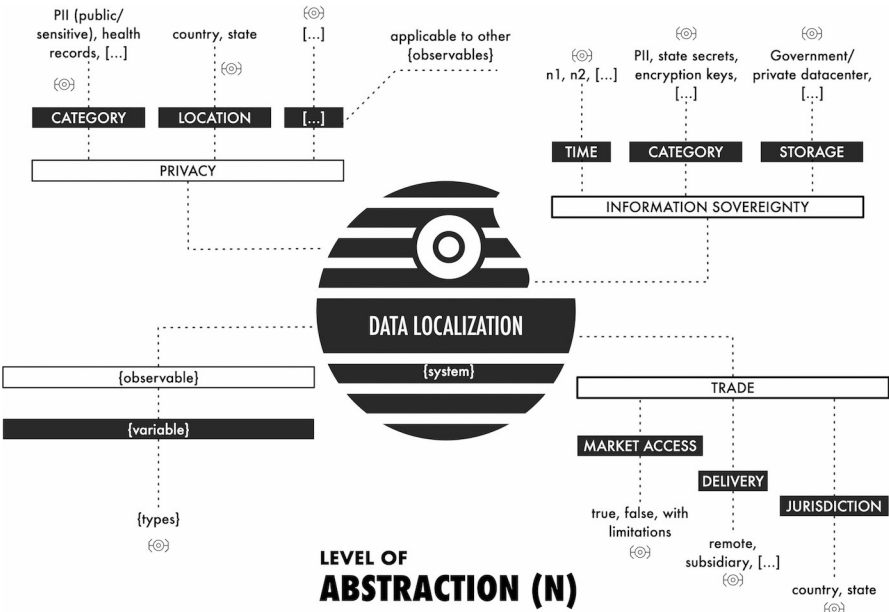 PII (public/
sensitive), health
records, [...]
country, state
[...]
applicable to other
{observables}
CATEGORY
LOCATION
[...]
PRIVACY
n1, n2, [...]
PII, state secrets,
encryption keys,
[...]
Government/
private datacenter,
[...]
TIME
CATEGORY
STORAGE
INFORMATION SOVEREIGNTY
DATA LOCALIZATION
{system}
{observable}
{variable}
{types}
TRADE
MARKET ACCESS
DELIVERY
JURISDICTION
true, false, with
limitations
remote,
subsidiary, [...]
country, state
LEVEL OF
ABSTRACTION (N)